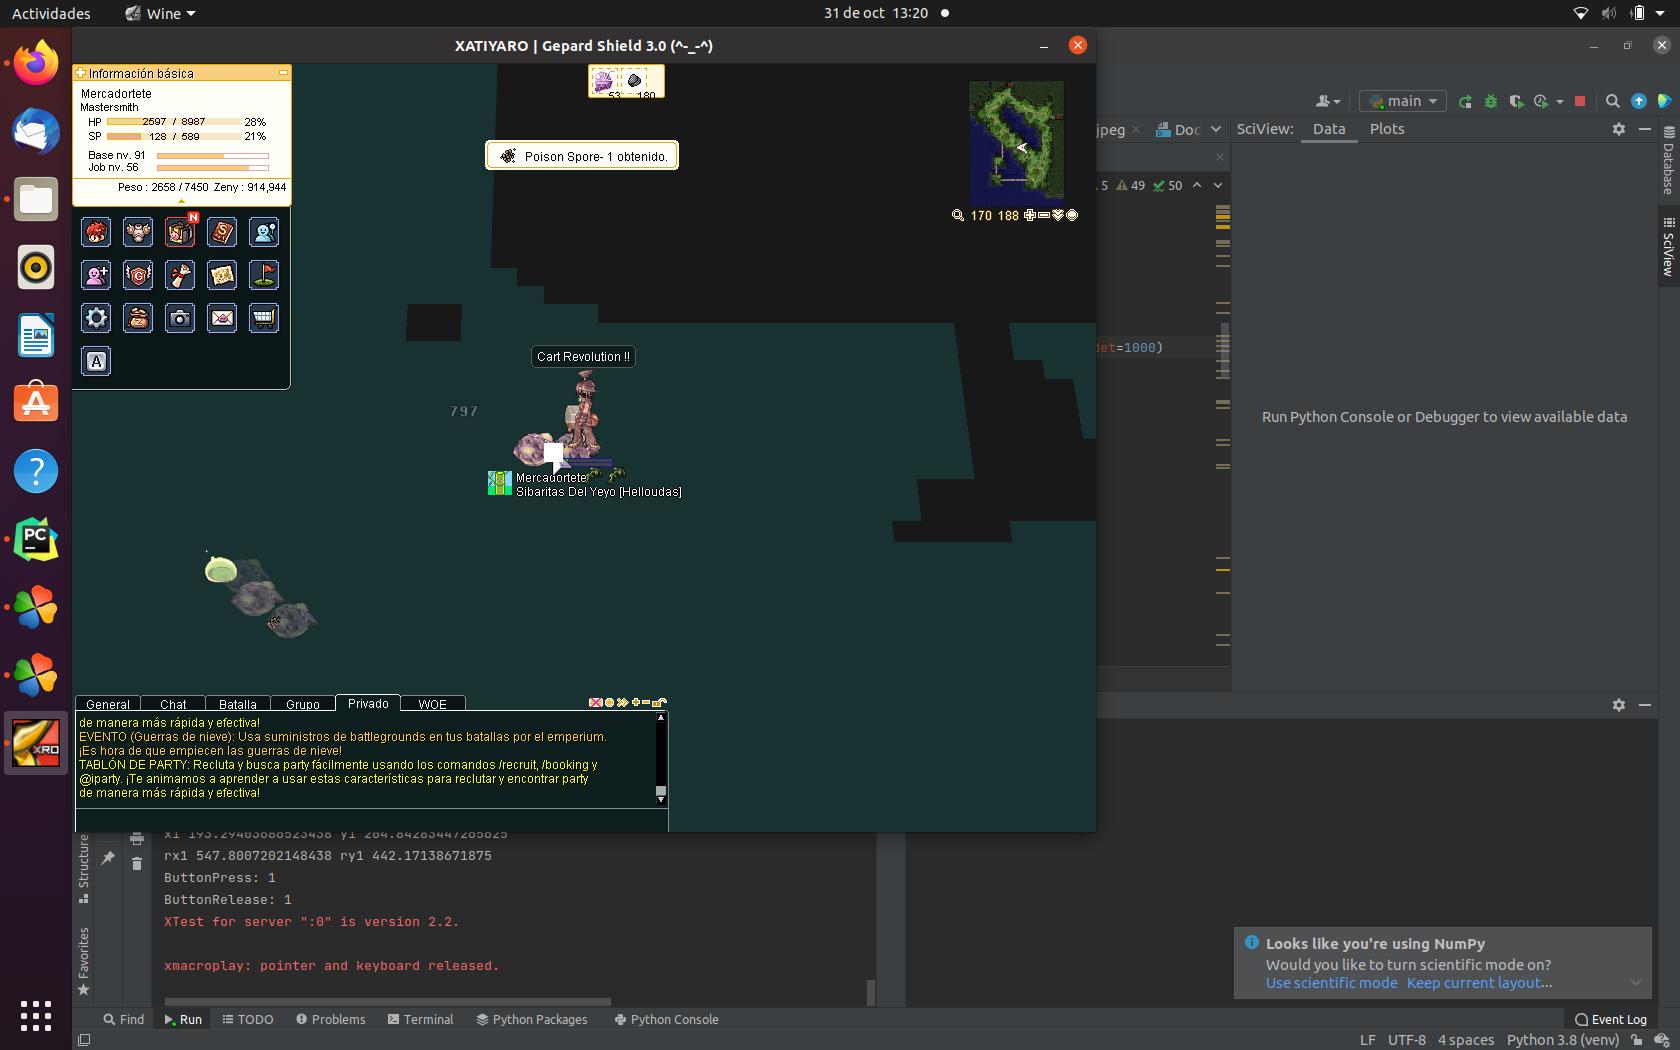 Actividades
Wine
31 de oct 13:20
XATIYARO | Gepard Shield 3.0 (^-_-^)
Información básica
Mercadortete
Mastersmith
HP 2597 / 8987 28%
SP 128 / 589 21%
Base nv. 91
Job nv. 56
Peso : 2658 / 7450 Zeny : 914,944
N
S
G
Z
A
53 180
Poison Spore- 1 obtenido.
170 188
Cart Revolution !!
797
Mercadortete
Sibaritas Del Yeyo [Helloudas]
General Chat Batalla Grupo Privado WOE
de manera más rápida y efectiva!
EVENTO (Guerras de nieve): Usa suministros de battlegrounds en tus batallas por el emperium.
¡Es hora de que empiecen las guerras de nieve!
TABLÓN DE PARTY: Recluta y busca party fácilmente usando los comandos /recruit, /booking y
@iparty. ¡Te animamos a aprender a usar estas características para reclutar y encontrar party
de manera más rápida y efectiva!
main
jpeg
Doc
SciView: Data Plots
5 49 50
et=1000)
Run Python Console or Debugger to view available data
Database
SciView
PC
XRO
x1 193.29403686523438 y1 204.84283447265625
rx1 547.8007202148438 ry1 442.17138671875
ButtonPress: 1
ButtonRelease: 1
XTest for server ":0" is version 2.2.
xmacroplay: pointer and keyboard released.
Structure
Favorites
Looks like you're using NumPy
Would you like to turn scientific mode on?
Use scientific mode Keep current layout...
Find Run TODO Problems Terminal Python Packages Python Console
Event Log
LF UTF-8 4 spaces Python 3.8 (venv)